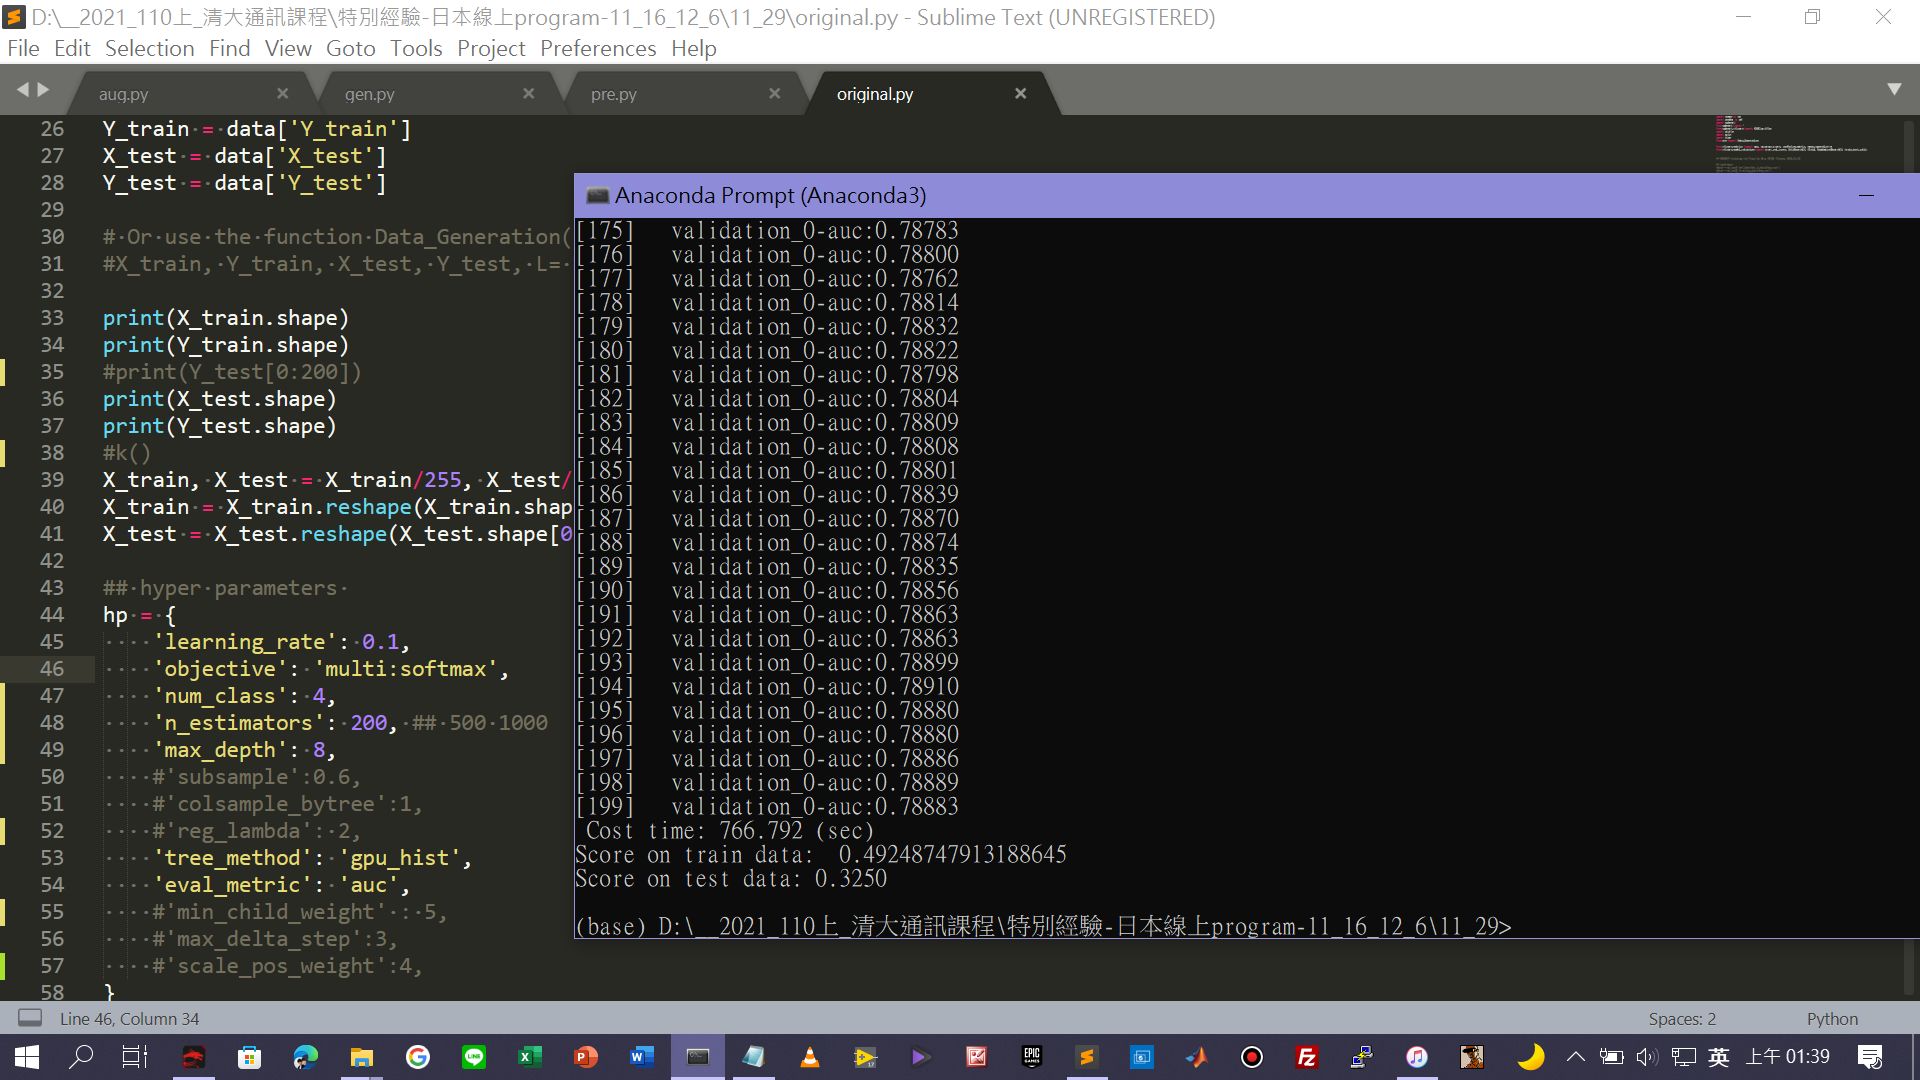 D:\__2021_110上_清大通訊課程\特別經驗-日本線上program-11_16_12_6\11_29\original.py - Sublime Text (UNREGISTERED)
File Edit Selection Find View Goto Tools Project Preferences Help
aug.py gen.py pre.py original.py
26 Y_train = data['Y_train']
27 X_test = data['X_test']
28 Y_test = data['Y_test']
29
30 # Or use the function Data_Generation(
31 #X_train, Y_train, X_test, Y_test, L=
32
33 print(X_train.shape)
34 print(Y_train.shape)
35 #print(Y_test[0:200])
36 print(X_test.shape)
37 print(Y_test.shape)
38 #k()
39 X_train, X_test = X_train/255, X_test/
40 X_train = X_train.reshape(X_train.shap
41 X_test = X_test.reshape(X_test.shape[0
42
43 ## hyper parameters
44 hp = {
45 'learning_rate': 0.1,
46 'objective': 'multi:softmax',
47 'num_class': 4,
48 'n_estimators': 200, ## 500 1000
49 'max_depth': 8,
50 #'subsample':0.6,
51 #'colsample_bytree':1,
52 #'reg_lambda': 2,
53 'tree_method': 'gpu_hist',
54 'eval_metric': 'auc',
55 #'min_child_weight' : 5,
56 #'max_delta_step':3,
57 #'scale_pos_weight':4,
58 }
Anaconda Prompt (Anaconda3)
[175] validation_0-auc:0.78783
[176] validation_0-auc:0.78800
[177] validation_0-auc:0.78762
[178] validation_0-auc:0.78814
[179] validation_0-auc:0.78832
[180] validation_0-auc:0.78822
[181] validation_0-auc:0.78798
[182] validation_0-auc:0.78804
[183] validation_0-auc:0.78809
[184] validation_0-auc:0.78808
[185] validation_0-auc:0.78801
[186] validation_0-auc:0.78839
[187] validation_0-auc:0.78870
[188] validation_0-auc:0.78874
[189] validation_0-auc:0.78835
[190] validation_0-auc:0.78856
[191] validation_0-auc:0.78863
[192] validation_0-auc:0.78863
[193] validation_0-auc:0.78899
[194] validation_0-auc:0.78910
[195] validation_0-auc:0.78880
[196] validation_0-auc:0.78880
[197] validation_0-auc:0.78886
[198] validation_0-auc:0.78889
[199] validation_0-auc:0.78883
Cost time: 766.792 (sec)
Score on train data: 0.49248747913188645
Score on test data: 0.3250
(base) D:\__2021_110上_清大通訊課程\特別經驗-日本線上program-11_16_12_6\11_29>
Line 46, Column 34 Spaces: 2 Python
英 上午 01:39